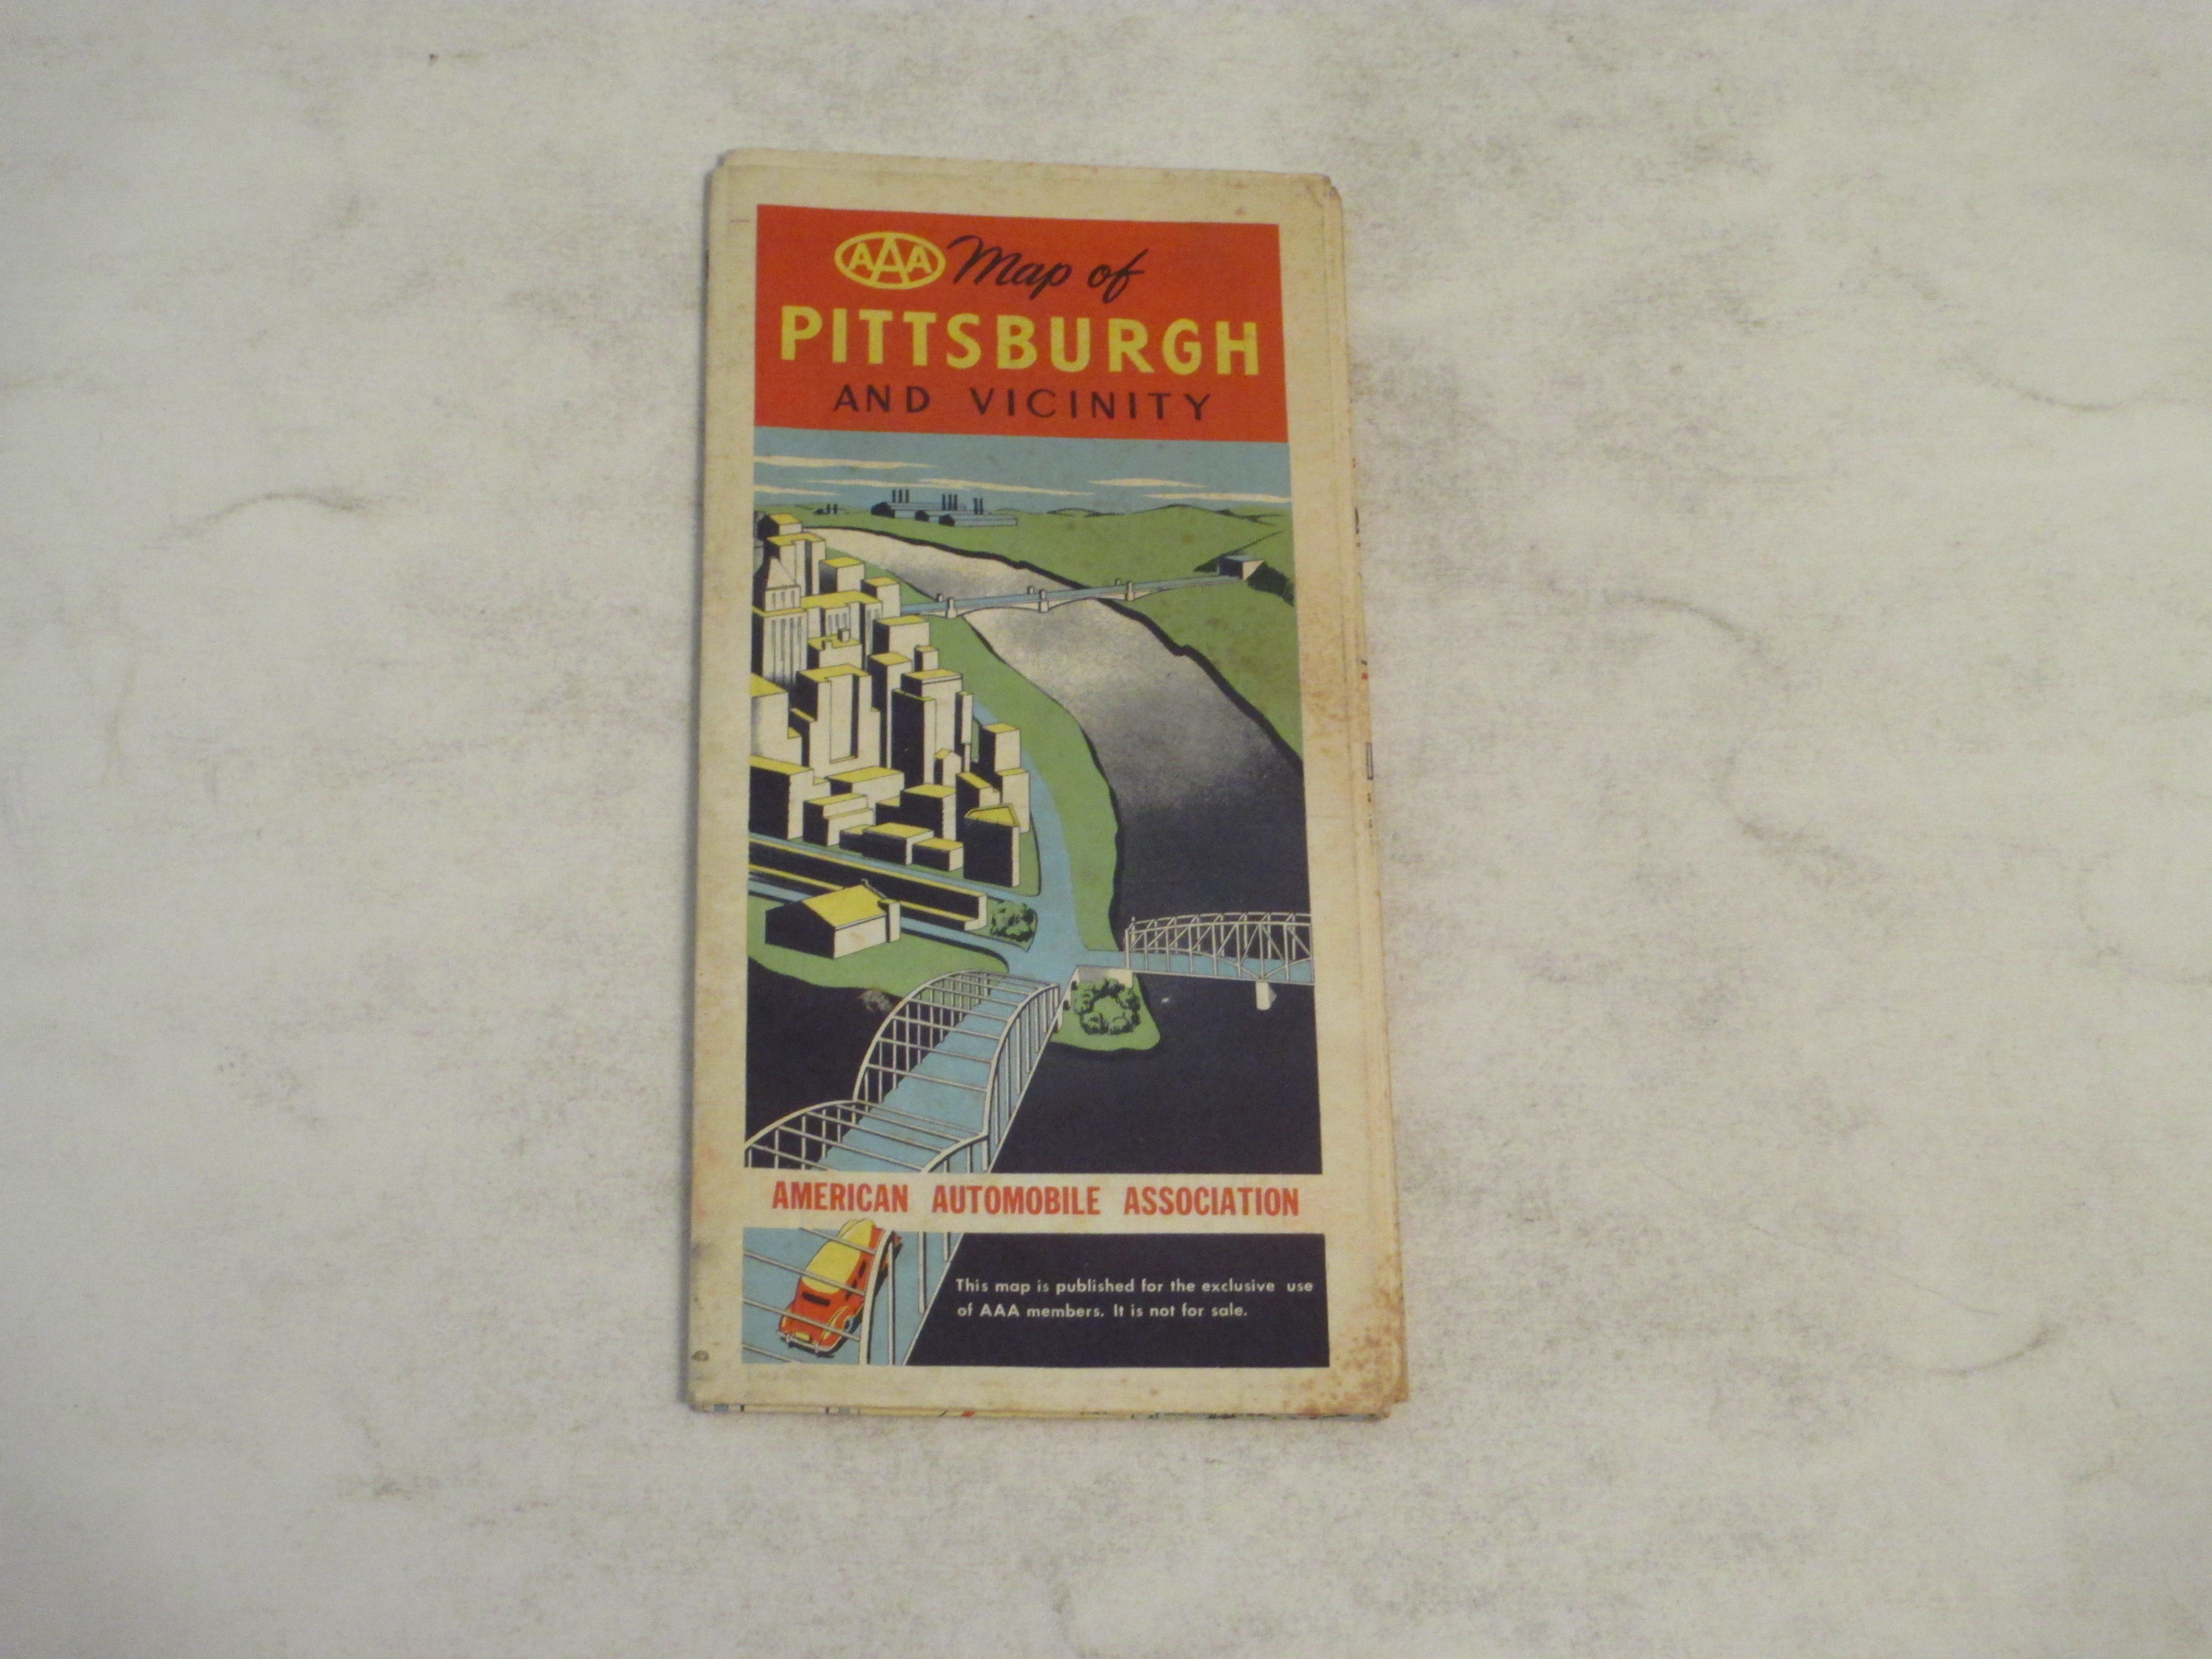 AAA Map of
PITTSBURGH
AND VICINITY
AMERICAN AUTOMOBILE ASSOCIATION
This map is published for the exclusive use
of AAA members. It is not for sale.